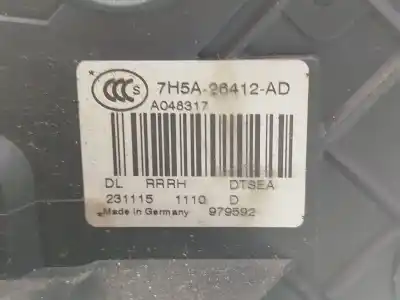 CCC S 7H5A-26412-AD
A048317
DL RRRH DTSEA
231115 1110 D
Made in Germany 979592